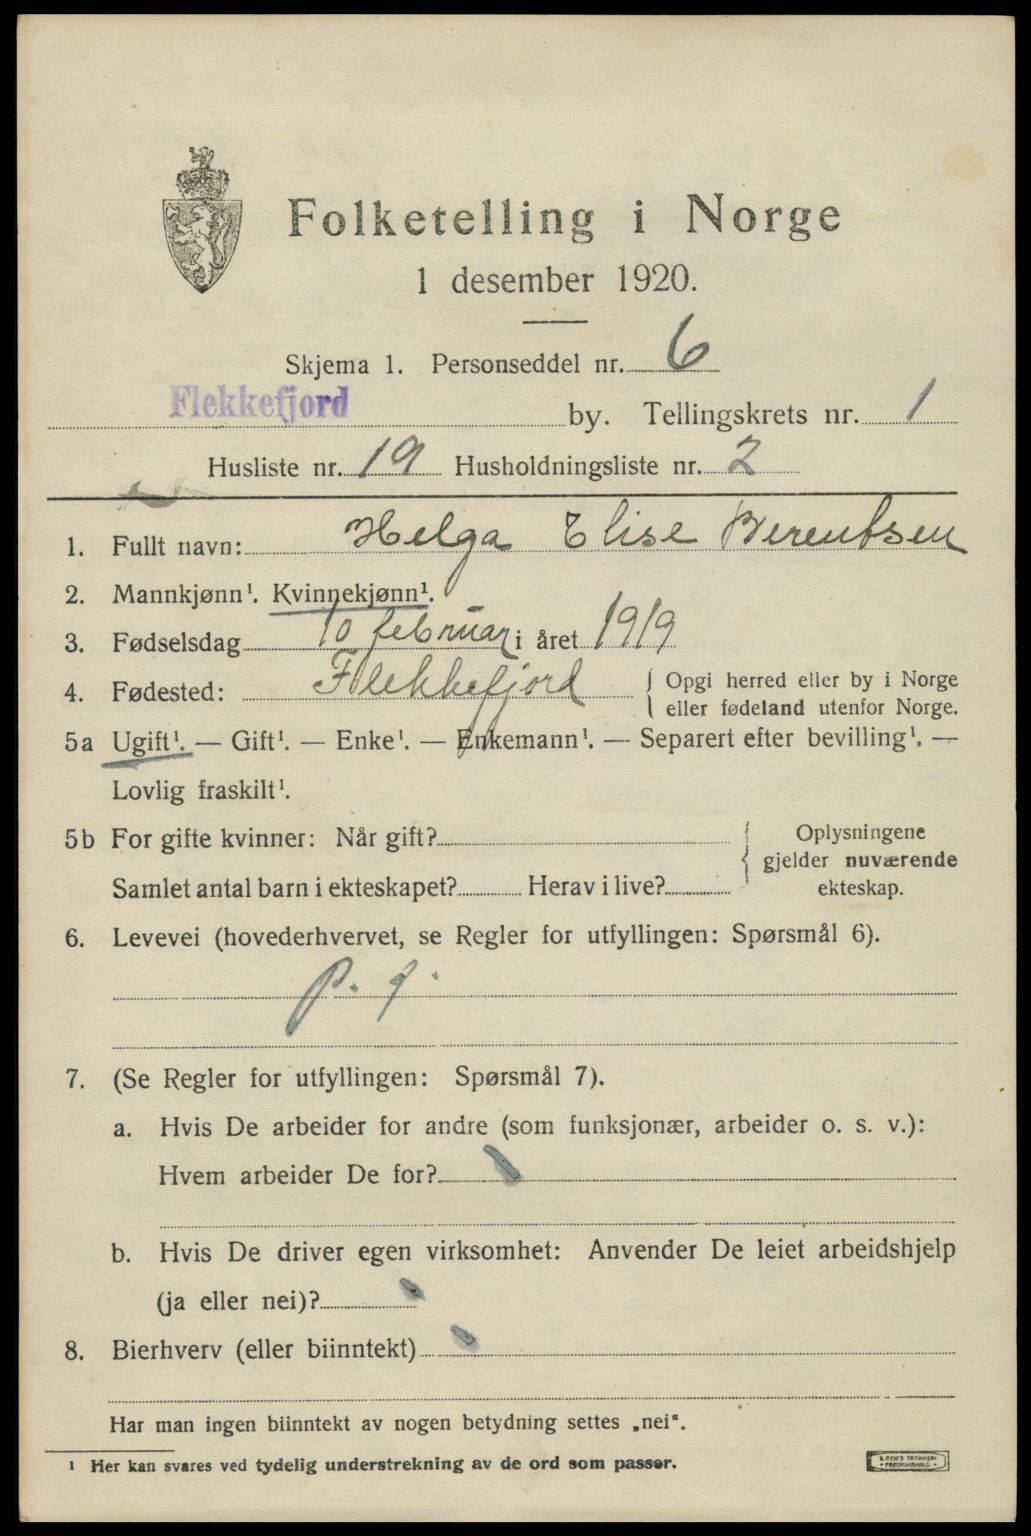 Folketelling i Norge
1 desember 1920.
Skjema 1. Personseddel nr. 6
Flekkefjord by. Tellingskrets nr. 1
Husliste nr. 19 Husholdningsliste nr. 2
1. Fullt navn: Helga Elise Berentsen
2. Mannkjønn¹. Kvinnekjønn¹.
3. Fødselsdag 10 februar i året 1919
4. Fødested: Flekkefjord { Opgi herred eller by i Norge
eller fødeland utenfor Norge.
5a Ugift¹. — Gift¹. — Enke¹. — Enkemann¹. — Separert efter bevilling¹. —
Lovlig fraskilt¹.
5b For gifte kvinner: Når gift?
Samlet antal barn i ekteskapet? Herav i live?
Oplysningene
gjelder nuværende
ekteskap.
6. Levevei (hovederhvervet, se Regler for utfyllingen: Spørsmål 6).
7. (Se Regler for utfyllingen: Spørsmål 7).
a. Hvis De arbeider for andre (som funksjonær, arbeider o. s. v.):
Hvem arbeider De for?
b. Hvis De driver egen virksomhet: Anvender De leiet arbeidshjelp
(ja eller nei)?
8. Bierhverv (eller biinntekt)
Har man ingen biinntekt av nogen betydning settes „nei“.
¹ Her kan svares ved tydelig understrekning av de ord som passer.